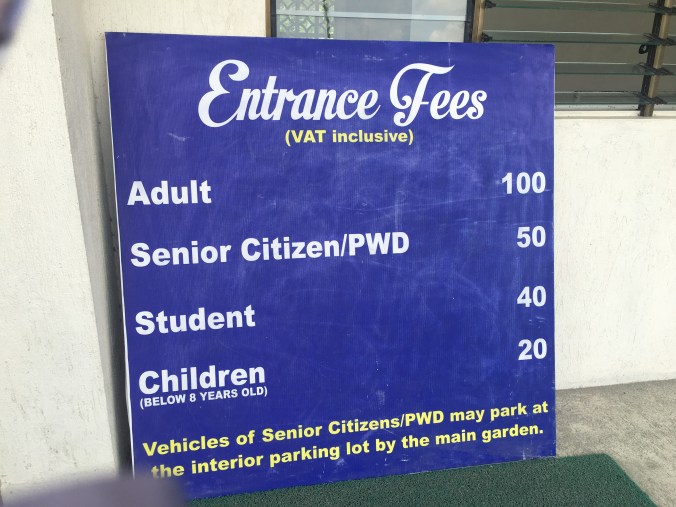 Entrance Fees
(VAT inclusive)
Adult 100
Senior Citizen/PWD 50
Student 40
Children 20
(BELOW 8 YEARS OLD)
Vehicles of Senior Citizens/PWD may park at
the interior parking lot by the main garden.